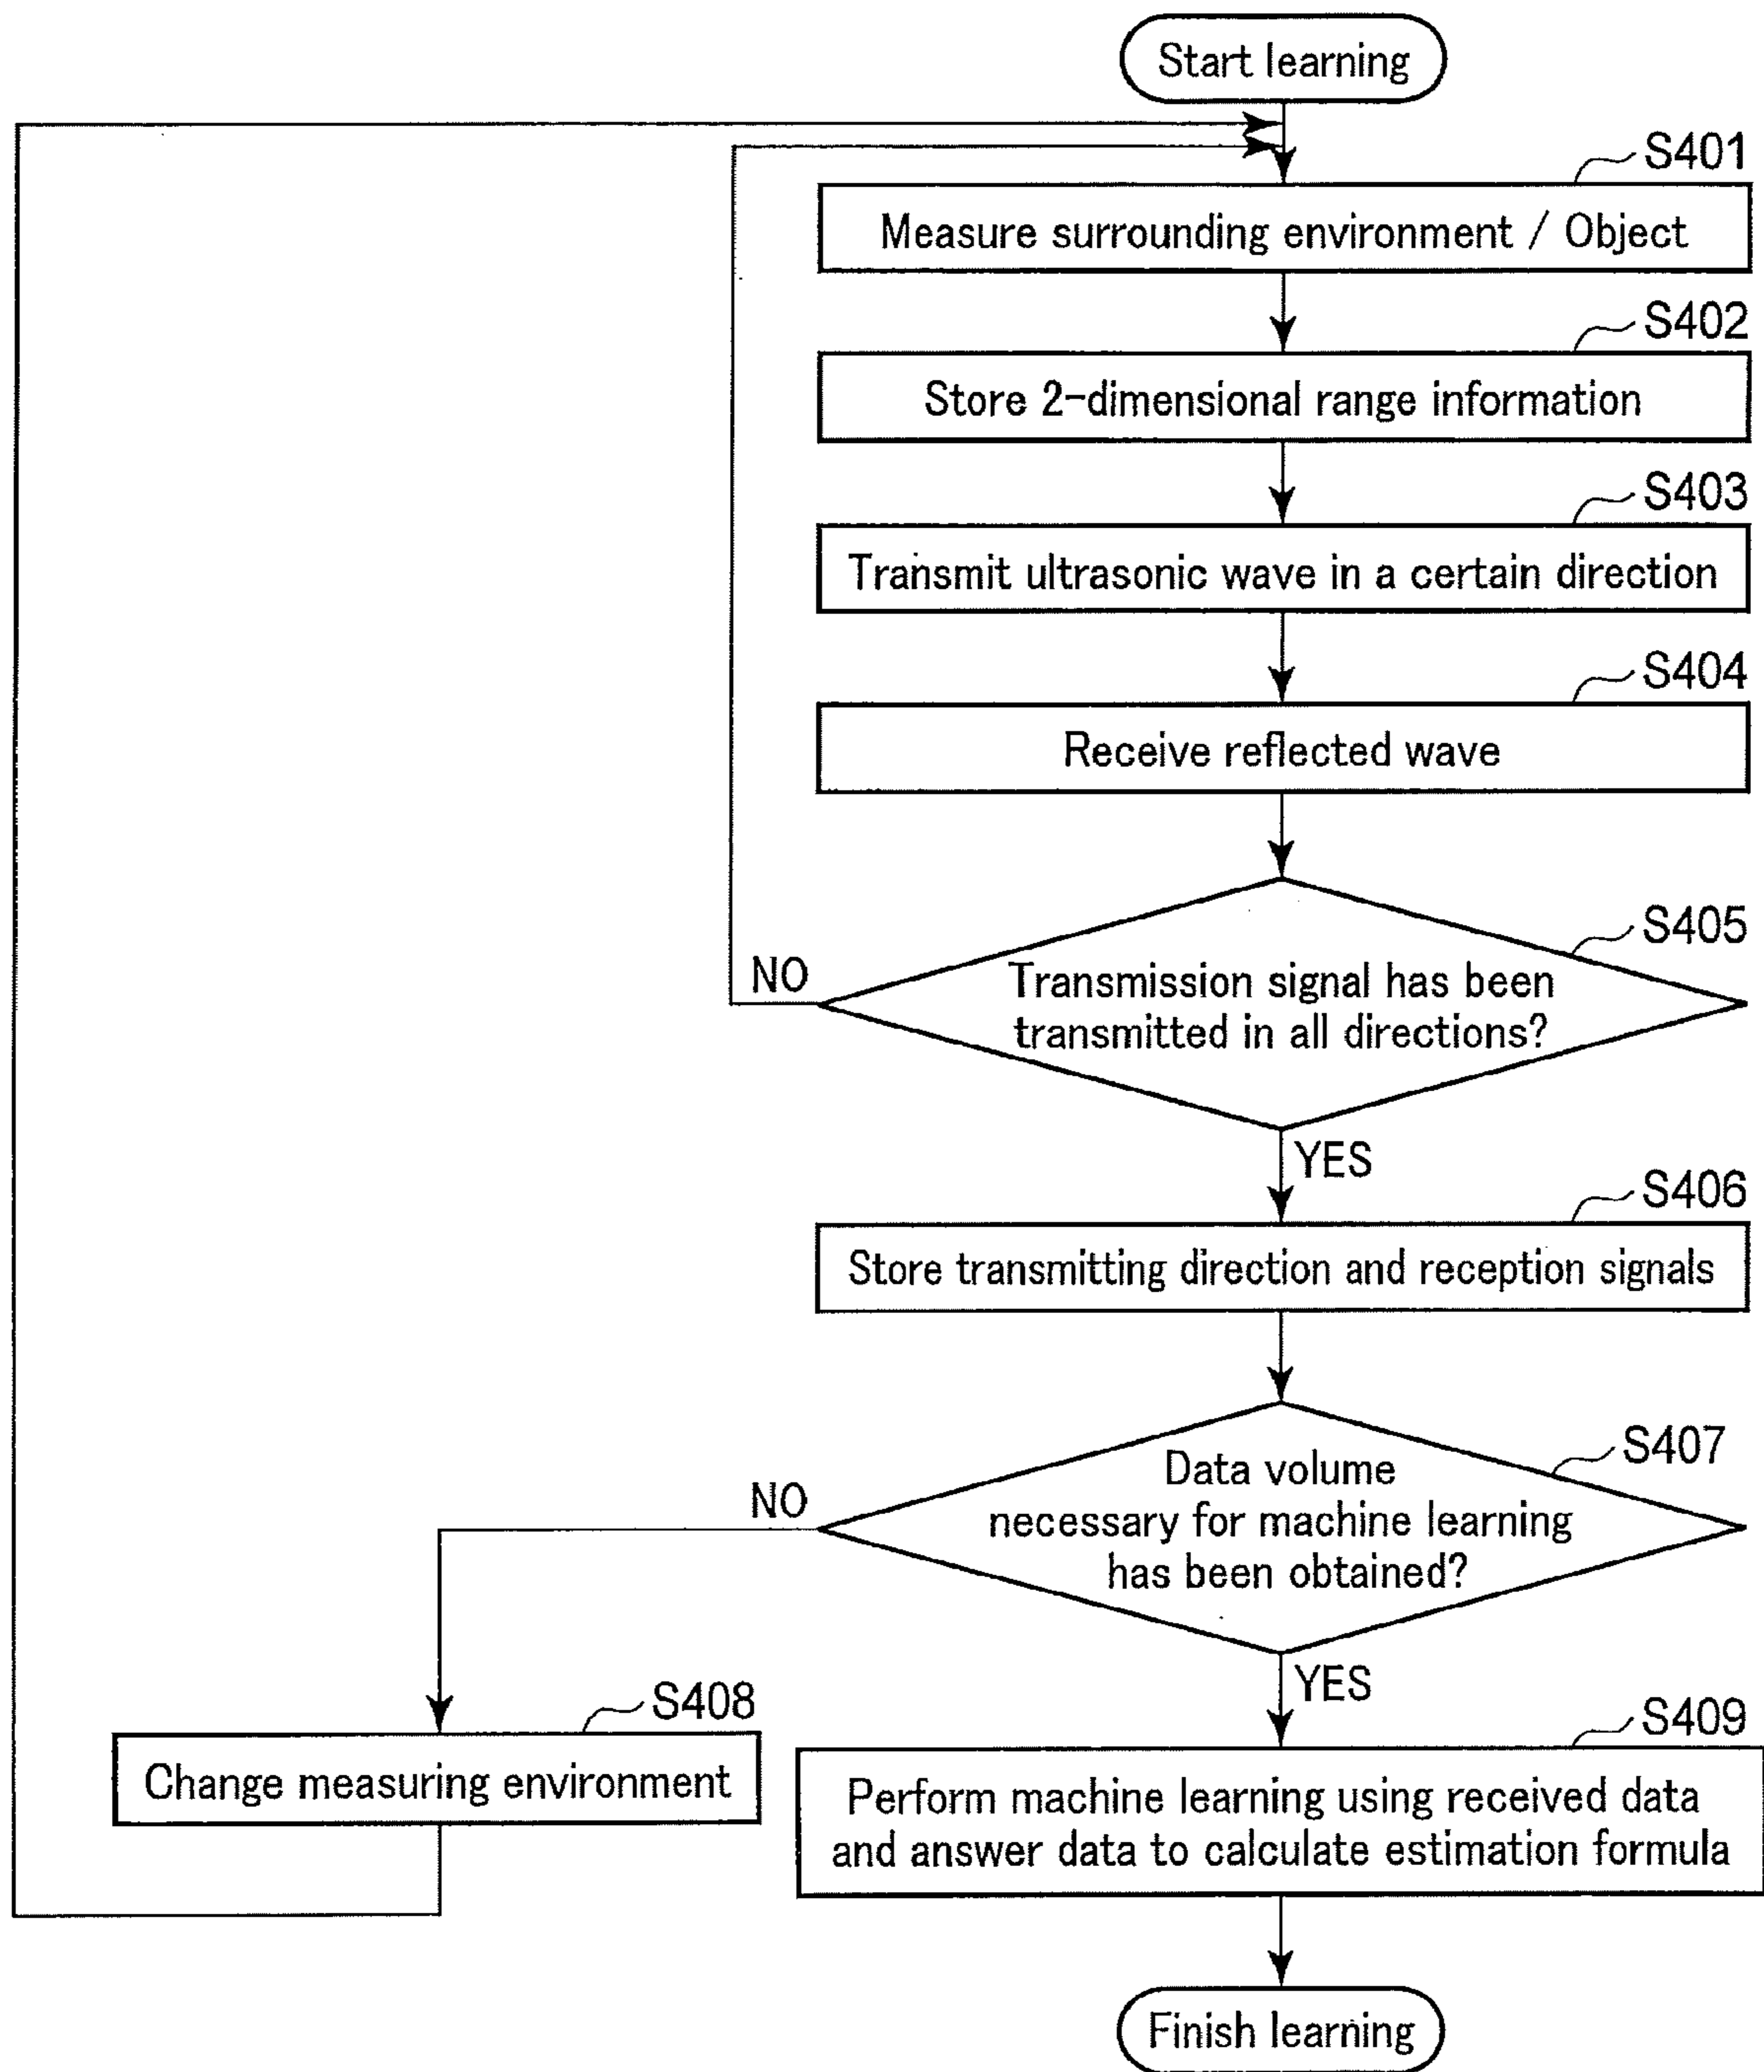 Start learning
S401
Measure surrounding environment / Object
S402
Store 2-dimensional range information
S403
Transmit ultrasonic wave in a certain direction
S404
Receive reflected wave
S405
Transmission signal has been
transmitted in all directions?
NO
YES
S406
Store transmitting direction and reception signals
S407
Data volume
necessary for machine learning
has been obtained?
NO
YES
S408
Change measuring environment
S409
Perform machine learning using received data
and answer data to calculate estimation formula
Finish learning